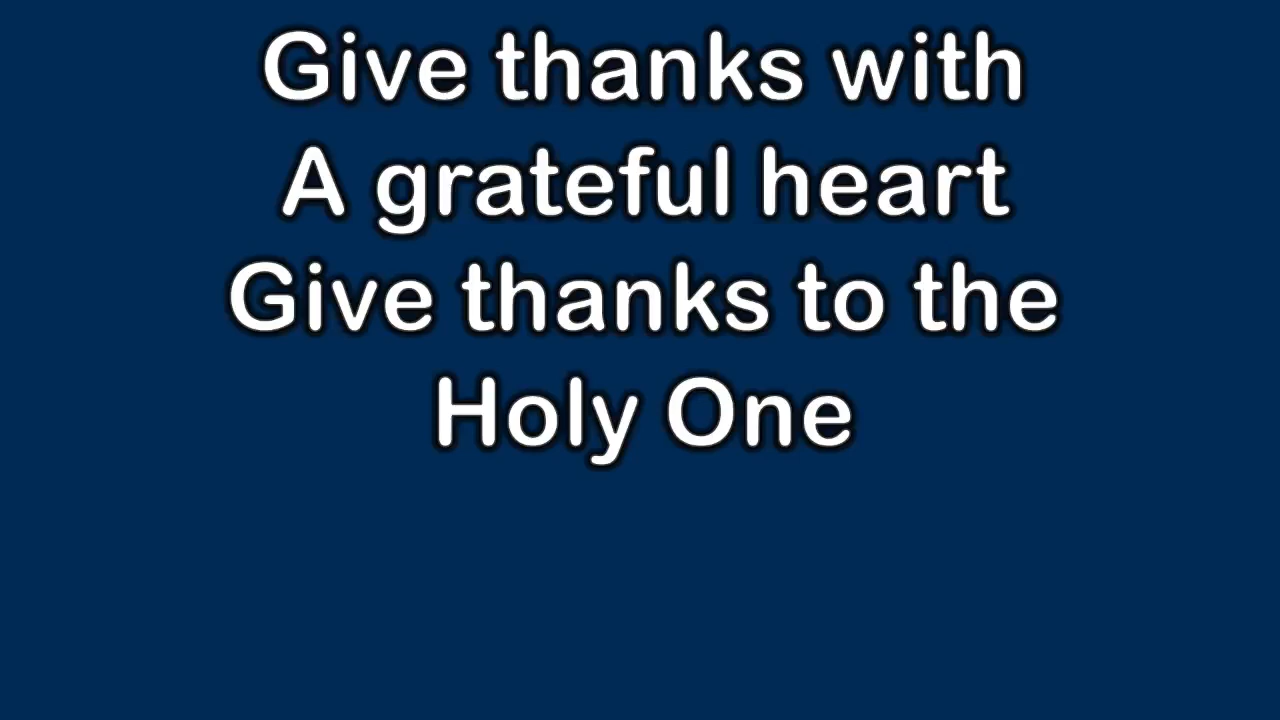 Give thanks with
A grateful heart
Give thanks to the
Holy One